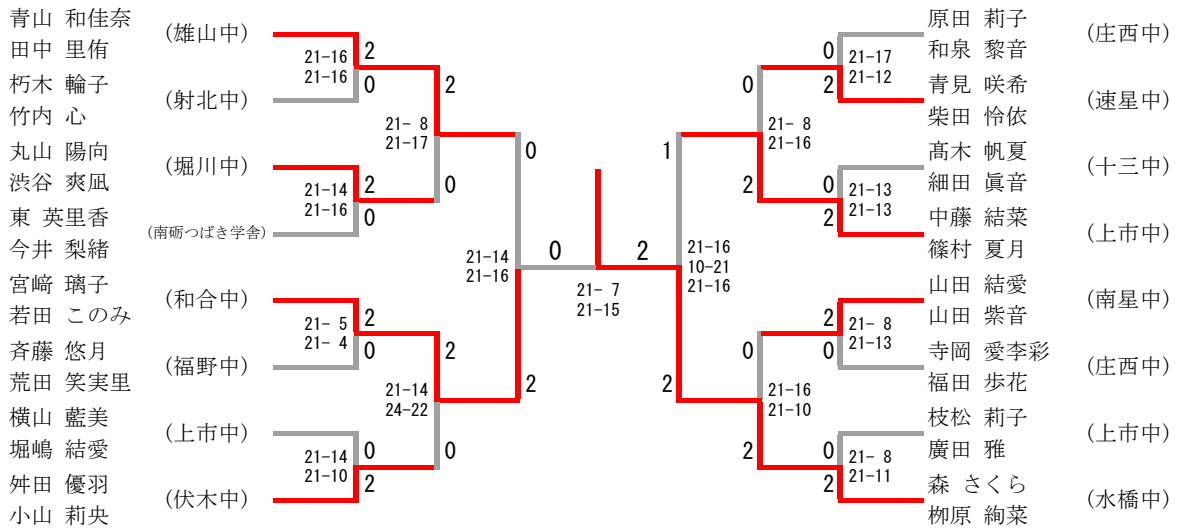 青山 和佳奈
田中 里侑
(雄山中)
朽木 輪子
竹内 心
(射北中)
丸山 陽向
渋谷 爽凪
(堀川中)
東 英里香
今井 梨緒
(南砺つばき学舎)
宮﨑 璃子
若田 このみ
(和合中)
斉藤 悠月
荒田 笑実里
(福野中)
横山 藍美
堀嶋 結愛
(上市中)
舛田 優羽
小山 莉央
(伏木中)
21-16
21-16
2
0
21-14
21-16
2
0
21- 5
21- 4
2
0
21-14
21-10
0
2
21- 8
21-17
2
0
21-14
24-22
2
0
21-14
21-16
0
2
0
2
21- 7
21-15
21-16
10-21
21-16
1
2
21- 8
21-16
0
2
21-16
21-10
0
2
21-17
21-12
0
2
21-13
21-13
0
2
21- 8
21-13
2
0
21- 8
21-11
0
2
原田 莉子
和泉 黎音
(庄西中)
青見 咲希
柴田 怜依
(速星中)
髙木 帆夏
細田 眞音
(十三中)
中藤 結菜
篠村 夏月
(上市中)
山田 結愛
山田 紫音
(南星中)
寺岡 愛李彩
福田 歩花
(庄西中)
枝松 莉子
廣田 雅
(上市中)
森 さくら
栁原 絢菜
(水橋中)